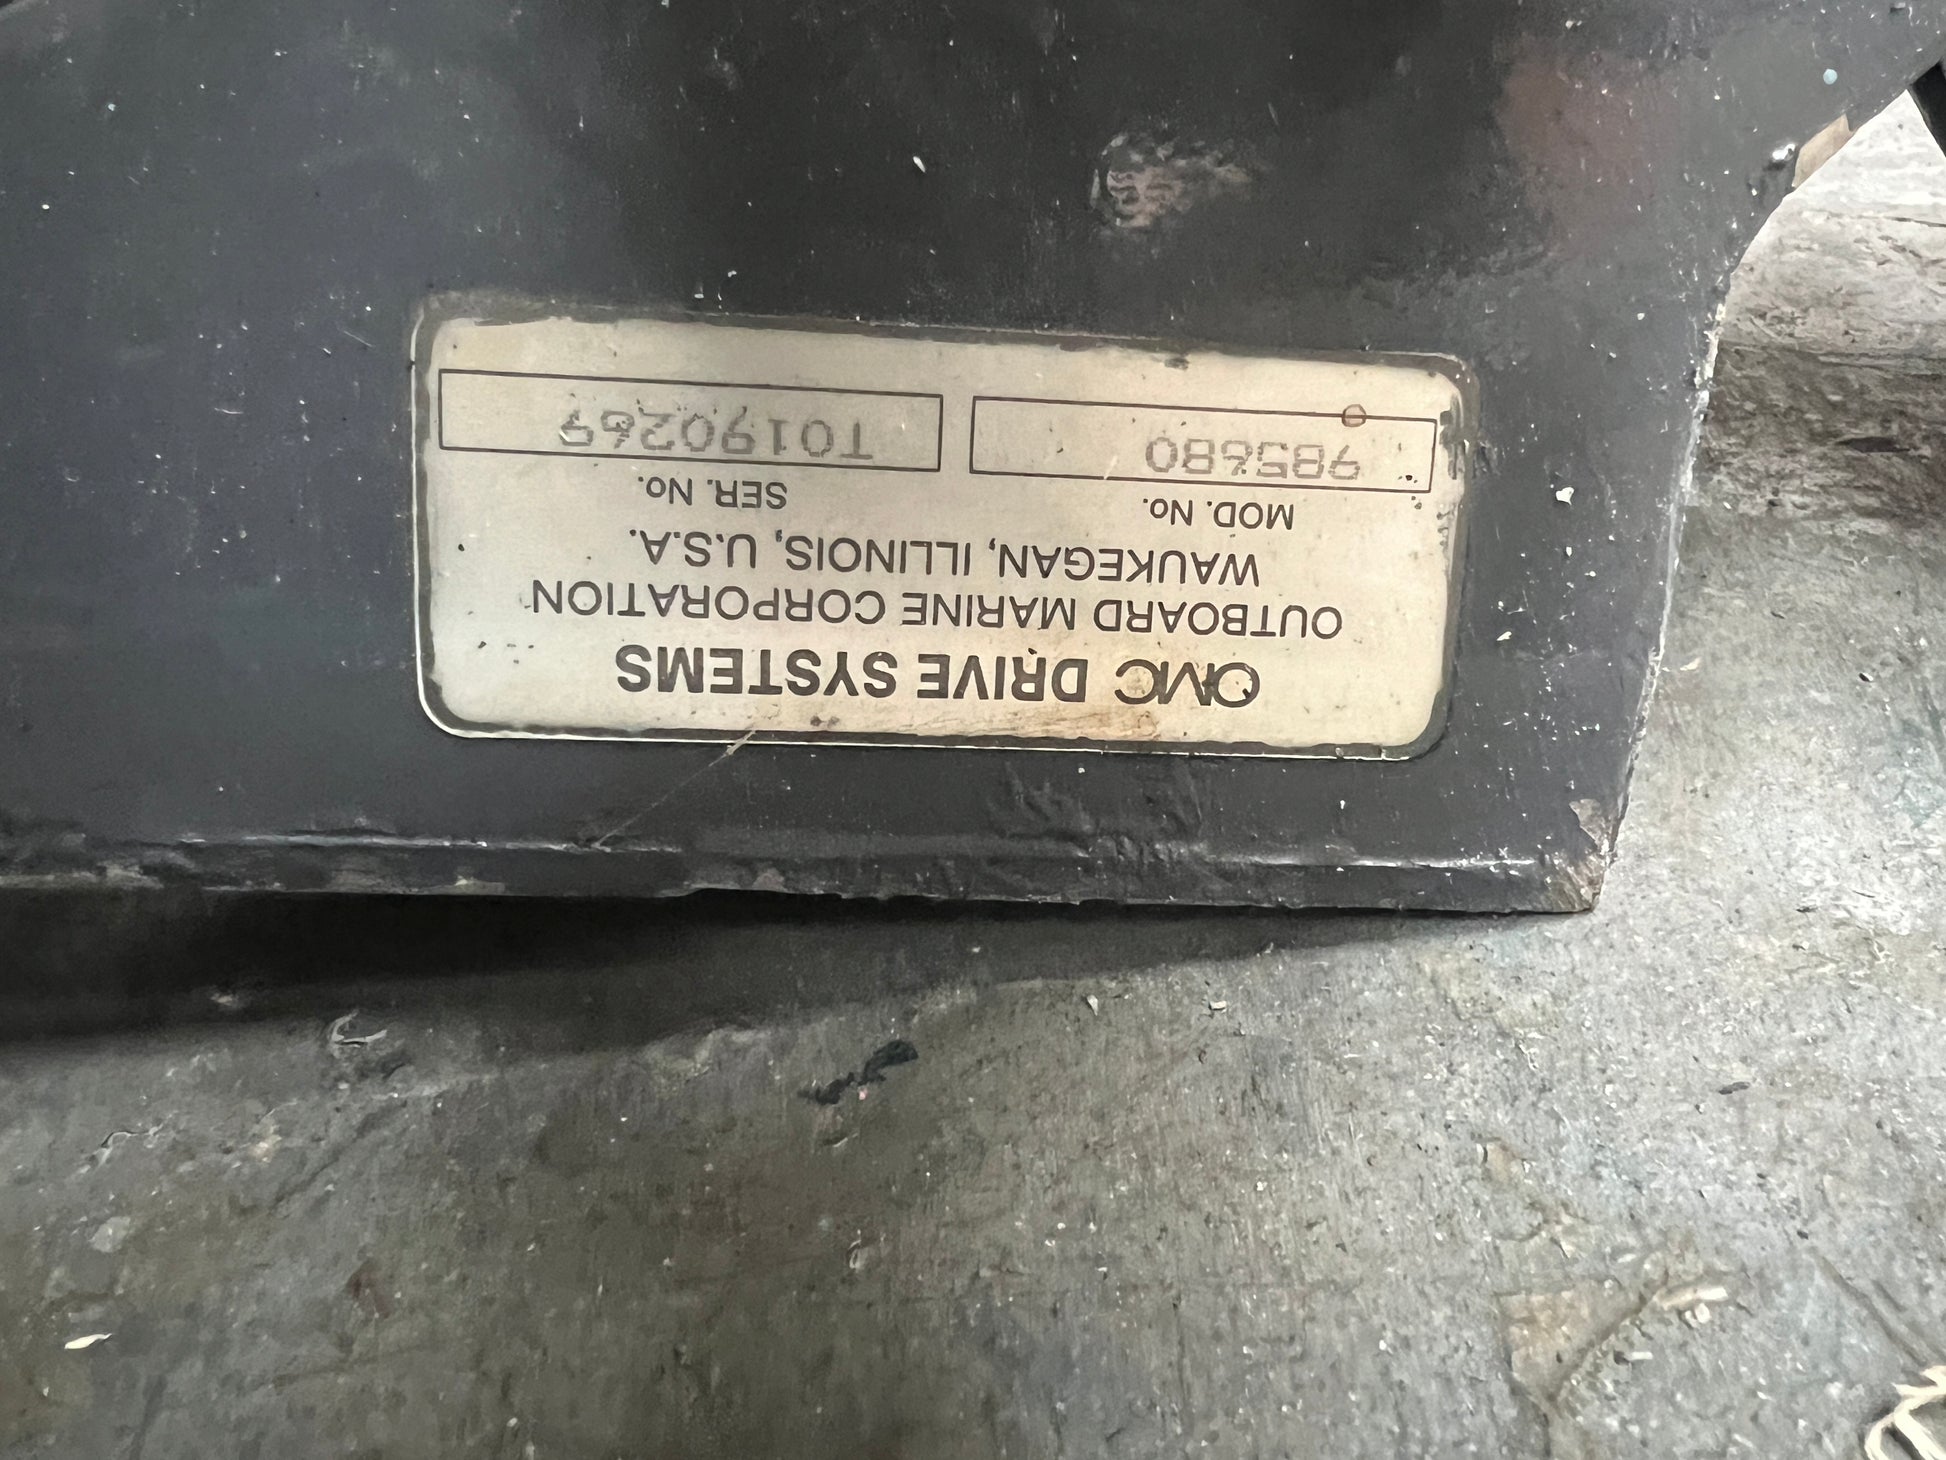 OMC DRIVE SYSTEMS
OUTBOARD MARINE CORPORATION
WAUKEGAN, ILLINOIS, U.S.A.
MOD. No. SER. No.
985680 T0190269